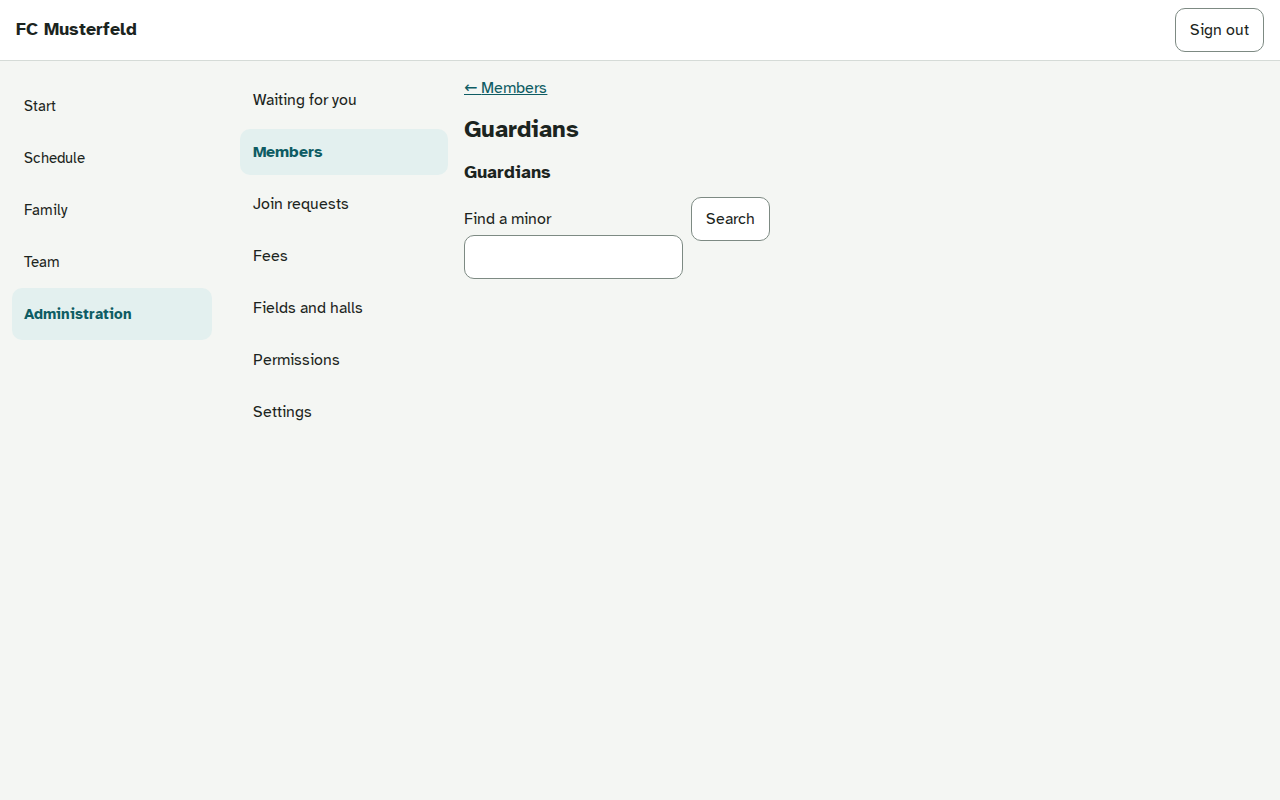 FC Musterfeld
Sign out
Start
Schedule
Family
Team
Administration
Waiting for you
Members
Join requests
Fees
Fields and halls
Permissions
Settings
← Members
Guardians
Guardians
Find a minor
Search